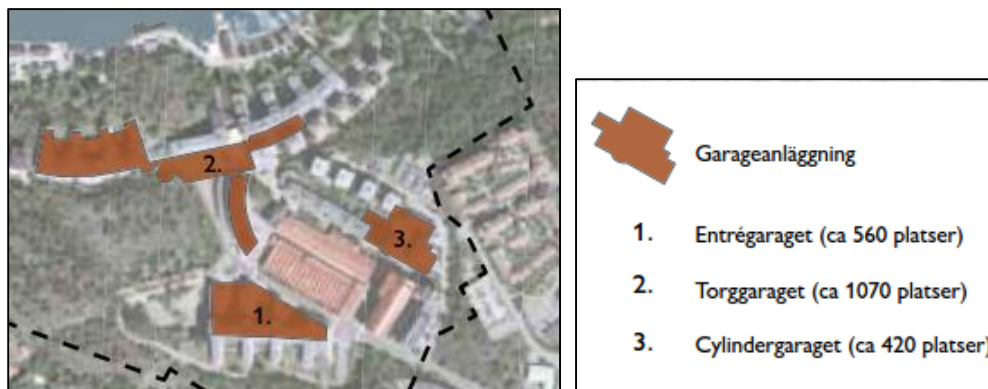 2.
3.
1.
Garageanläggning
1. Entrégaraget (ca 560 platser)
2. Torggaraget (ca 1070 platser)
3. Cylindergaraget (ca 420 platser)